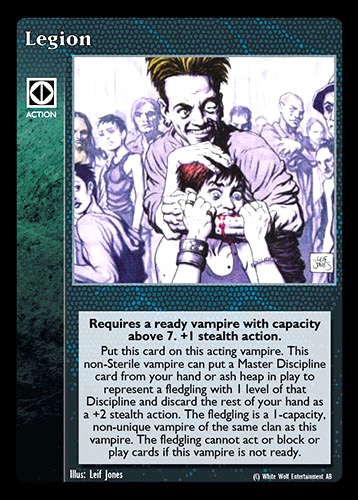 Legion
ACTION
LEIF
JONES
Requires a ready vampire with capacity
above 7. +1 stealth action.
Put this card on this acting vampire. This
non-Sterile vampire can put a Master Discipline
card from your hand or ash heap in play to
represent a fledgling with 1 level of that
Discipline and discard the rest of your hand as
as a +2 stealth action. The fledgling is a 1-capacity,
non-unique vampire of the same clan as this
vampire. The fledgling cannot act or block or
play cards if this vampire is not ready.
Illus: Leif Jones
(C) White Wolf Entertainment AB